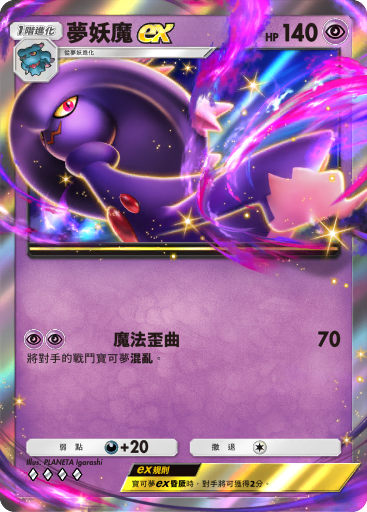 1階進化
夢妖魔ex
HP 140
從夢妖進化
魔法歪曲 70
將對手的戰鬥寶可夢混亂。
弱點 +20
撤退
Illus. PLANETA Igarashi
ex規則
寶可夢ex昏厥時,對手將可獲得2分。